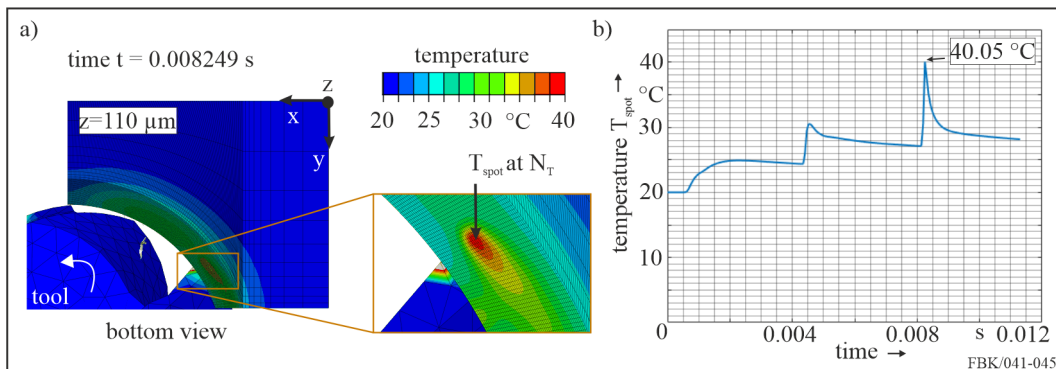 a)
time t = 0.008249 s
temperature
20 25 30 °C 40
z
x
y
z=110 µm
T_spot at N_T
tool
bottom view
b)
40.05 °C
temperature T_spot →
40
°C
30
20
10
0 0.004 0.008 s 0.012
time →
FBK/041-045